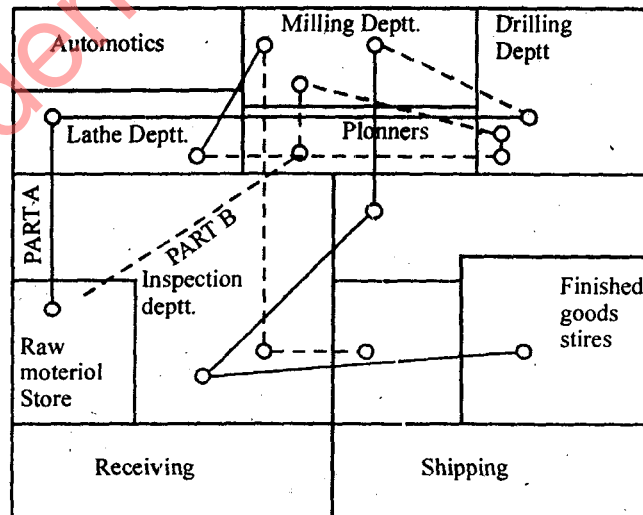 Automotics
Milling Deptt.
Drilling
Deptt
Lathe Deptt.
Plonners
PART-A
PART B
Inspection
deptt.
Raw
moteriol
Store
Finished
goods
stires
Receiving
Shipping